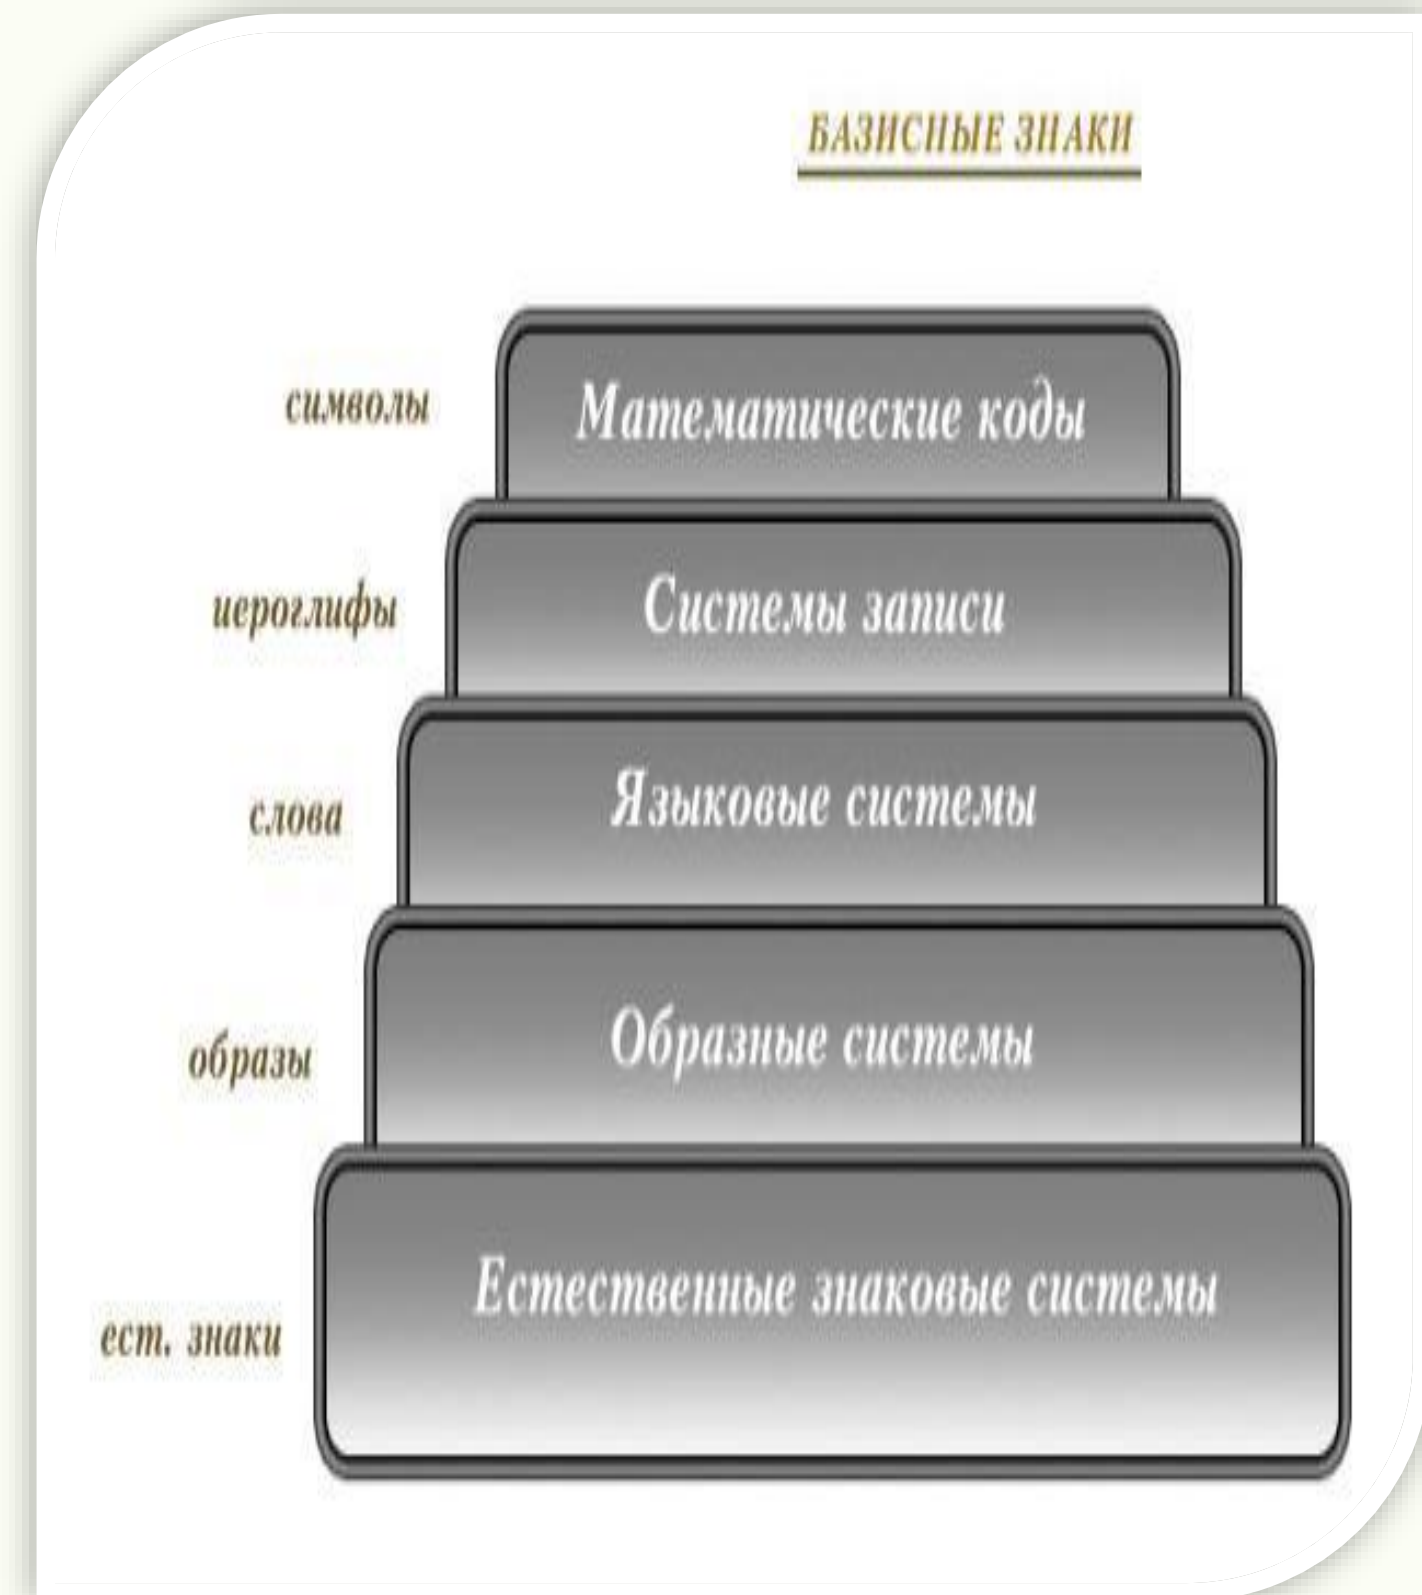 БАЗИСНЫЕ ЗНАКИ
символы
Математические коды
иероглифы
Системы записи
слова
Языковые системы
образы
Образные системы
ест. знаки
Естественные знаковые системы